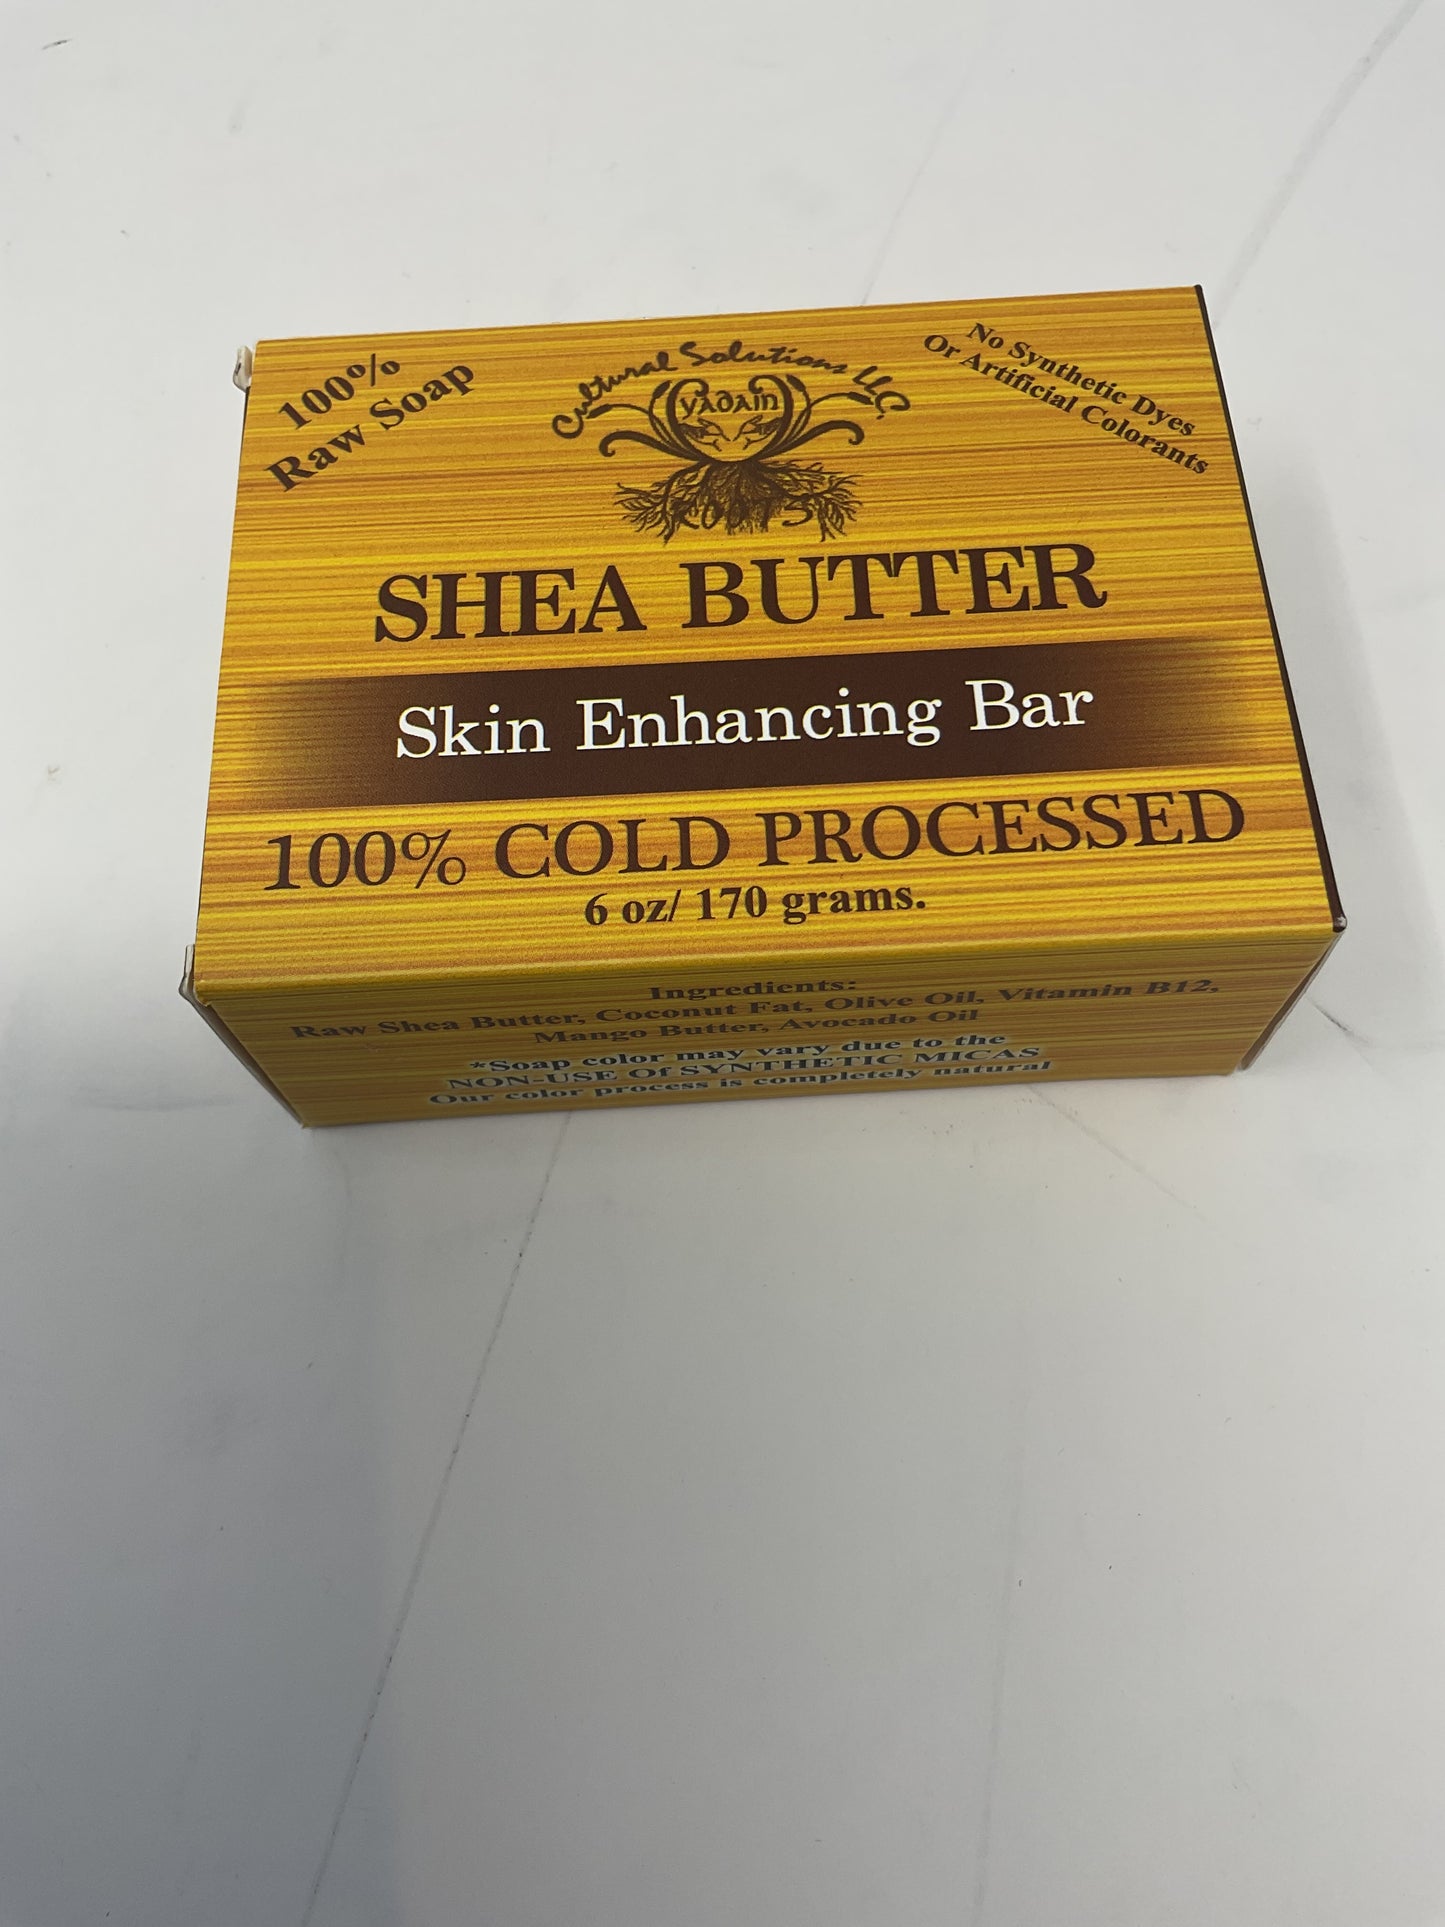 100%
Raw Soap
Cultural Solutions LLC.
yadain
ROOTS
No Synthetic Dyes
Or Artificial Colorants
SHEA BUTTER
Skin Enhancing Bar
100% COLD PROCESSED
6 oz/ 170 grams.
Ingredients:
Raw Shea Butter, Coconut Fat, Olive Oil, Vitamin B12,
Mango Butter, Avocado Oil
*Soap color may vary due to the
NON-USE Of SYNTHETIC MICAS
Our color process is completely natural